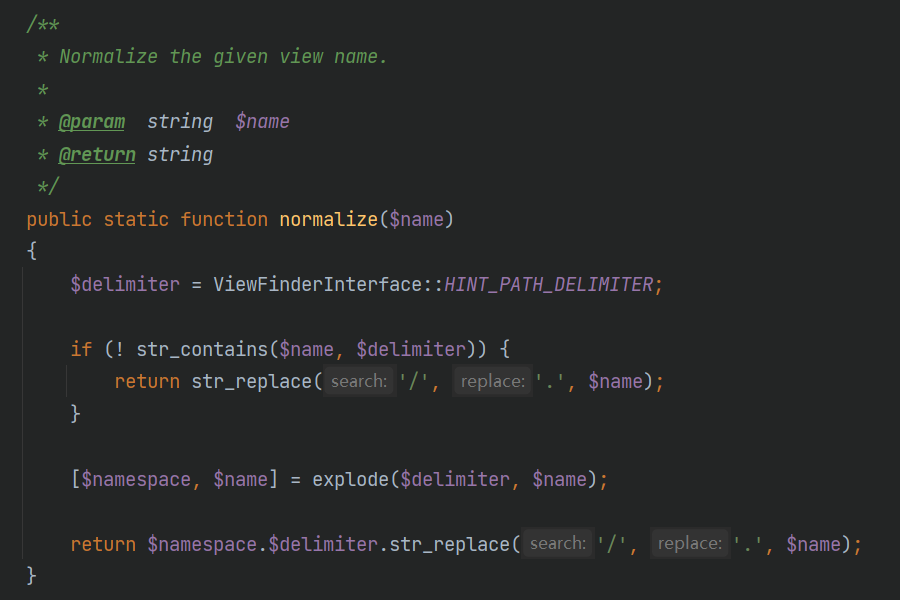 /**
 * Normalize the given view name.
 *
 * @param  string  $name
 * @return string
 */
public static function normalize($name)
{
    $delimiter = ViewFinderInterface::HINT_PATH_DELIMITER;
    if (! str_contains($name, $delimiter)) {
        return str_replace( search: '/', replace: '.', $name);
    }
    [$namespace, $name] = explode($delimiter, $name);
    return $namespace.$delimiter.str_replace( search: '/', replace: '.', $name);
}